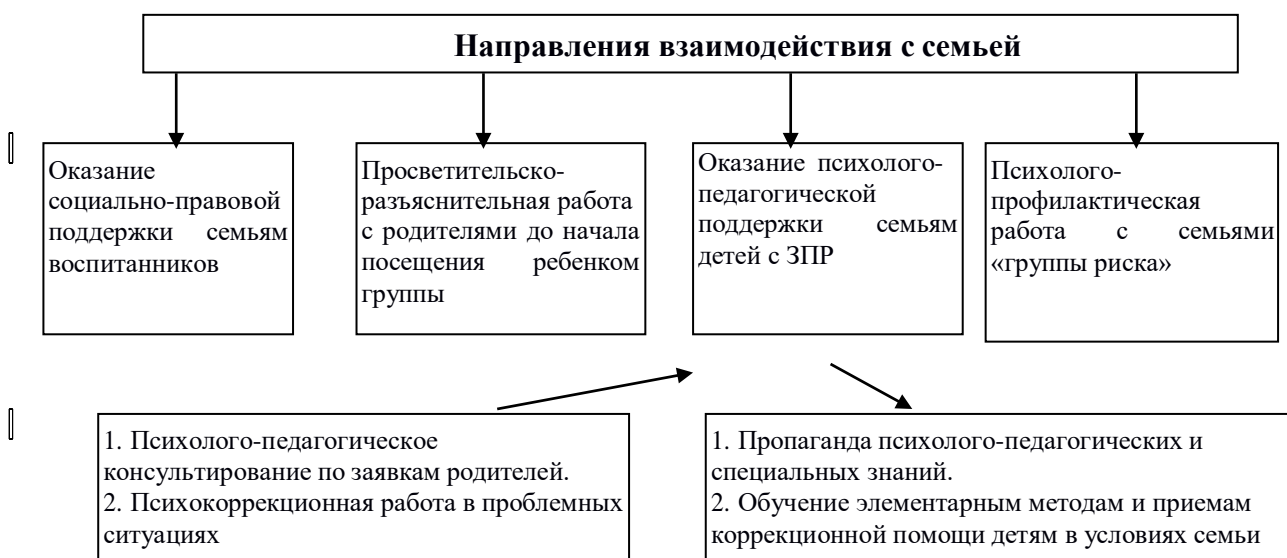 Направления взаимодействия с семьей
Оказание
социально-правовой
поддержки семьям
воспитанников
Просветительско-
разъяснительная работа
с родителями до начала
посещения ребенком
группы
Оказание психолого-
педагогической
поддержки семьям
детей с ЗПР
Психолого-
профилактическая
работа с семьями
«группы риска»
1. Психолого-педагогическое
консультирование по заявкам родителей.
2. Психокоррекционная работа в проблемных
ситуациях
1. Пропаганда психолого-педагогических и
специальных знаний.
2. Обучение элементарным методам и приемам
коррекционной помощи детям в условиях семьи